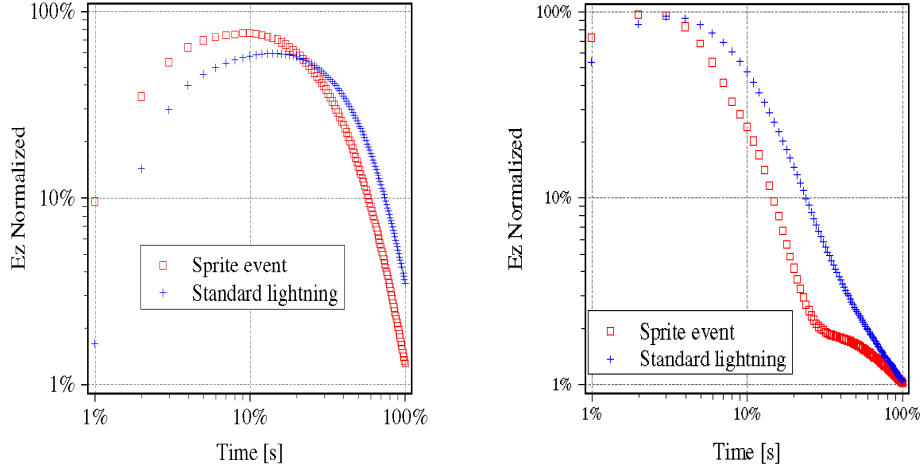 100%
10%
1%
Ez Normalized
Sprite event
Standard lightning
1%
10%
100%
Time [s]
100%
10%
1%
Ez Normalized
Sprite event
Standard lightning
1%
10%
100%
Time [s]